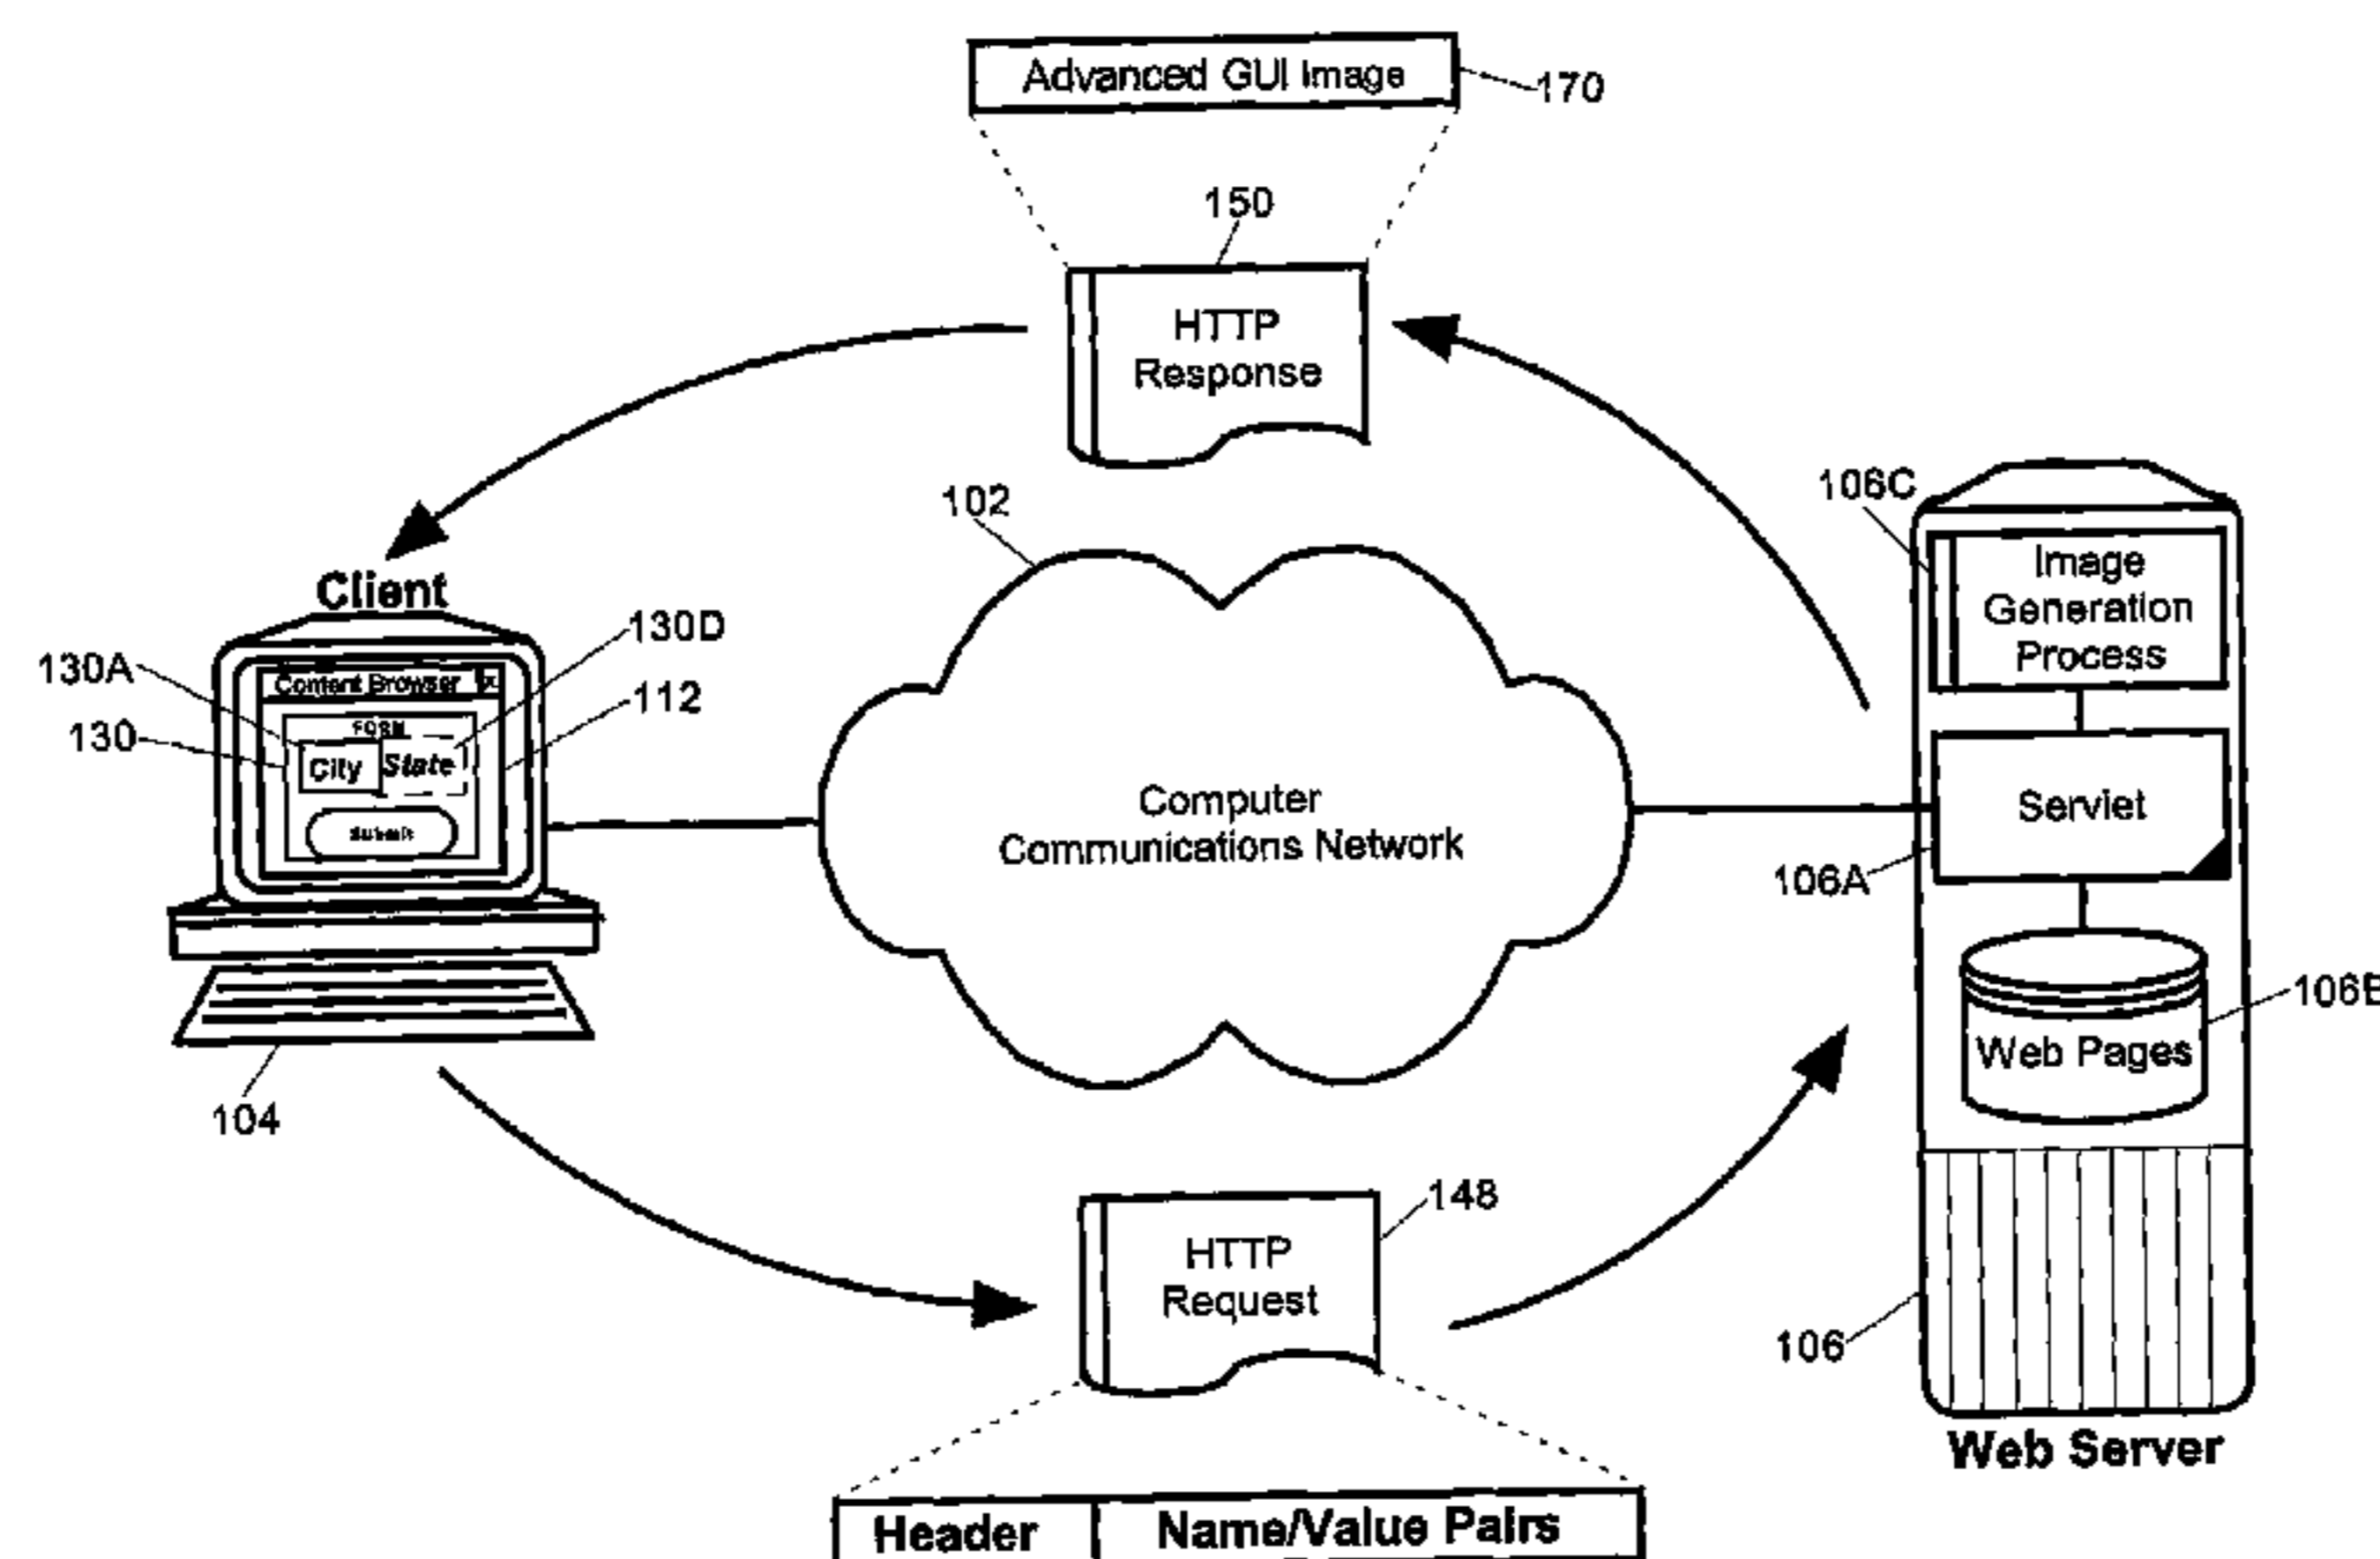 Advanced GUI Image
170
150
HTTP
Response
102
106C
Image
Generation
Process
Client
130D
130A
Content Browser
X
112
130
FORM
City
State
Submit
Computer
Communications Network
Servlet
106A
106B
Web Pages
104
148
HTTP
Request
106
Web Server
Header
Name/Value Pairs